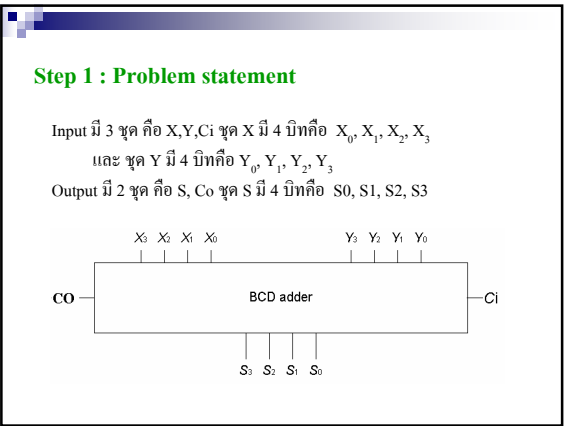 Step 1 : Problem statement
Input มี 3 ชุด คือ X,Y,Ci ชุด X มี 4 บิทคือ X₀, X₁, X₂, X₃
และ ชุด Y มี 4 บิทคือ Y₀, Y₁, Y₂, Y₃
Output มี 2 ชุด คือ S, Co ชุด S มี 4 บิทคือ S0, S1, S2, S3
X₃ X₂ X₁ X₀ Y₃ Y₂ Y₁ Y₀
CO BCD adder Ci
S₃ S₂ S₁ S₀